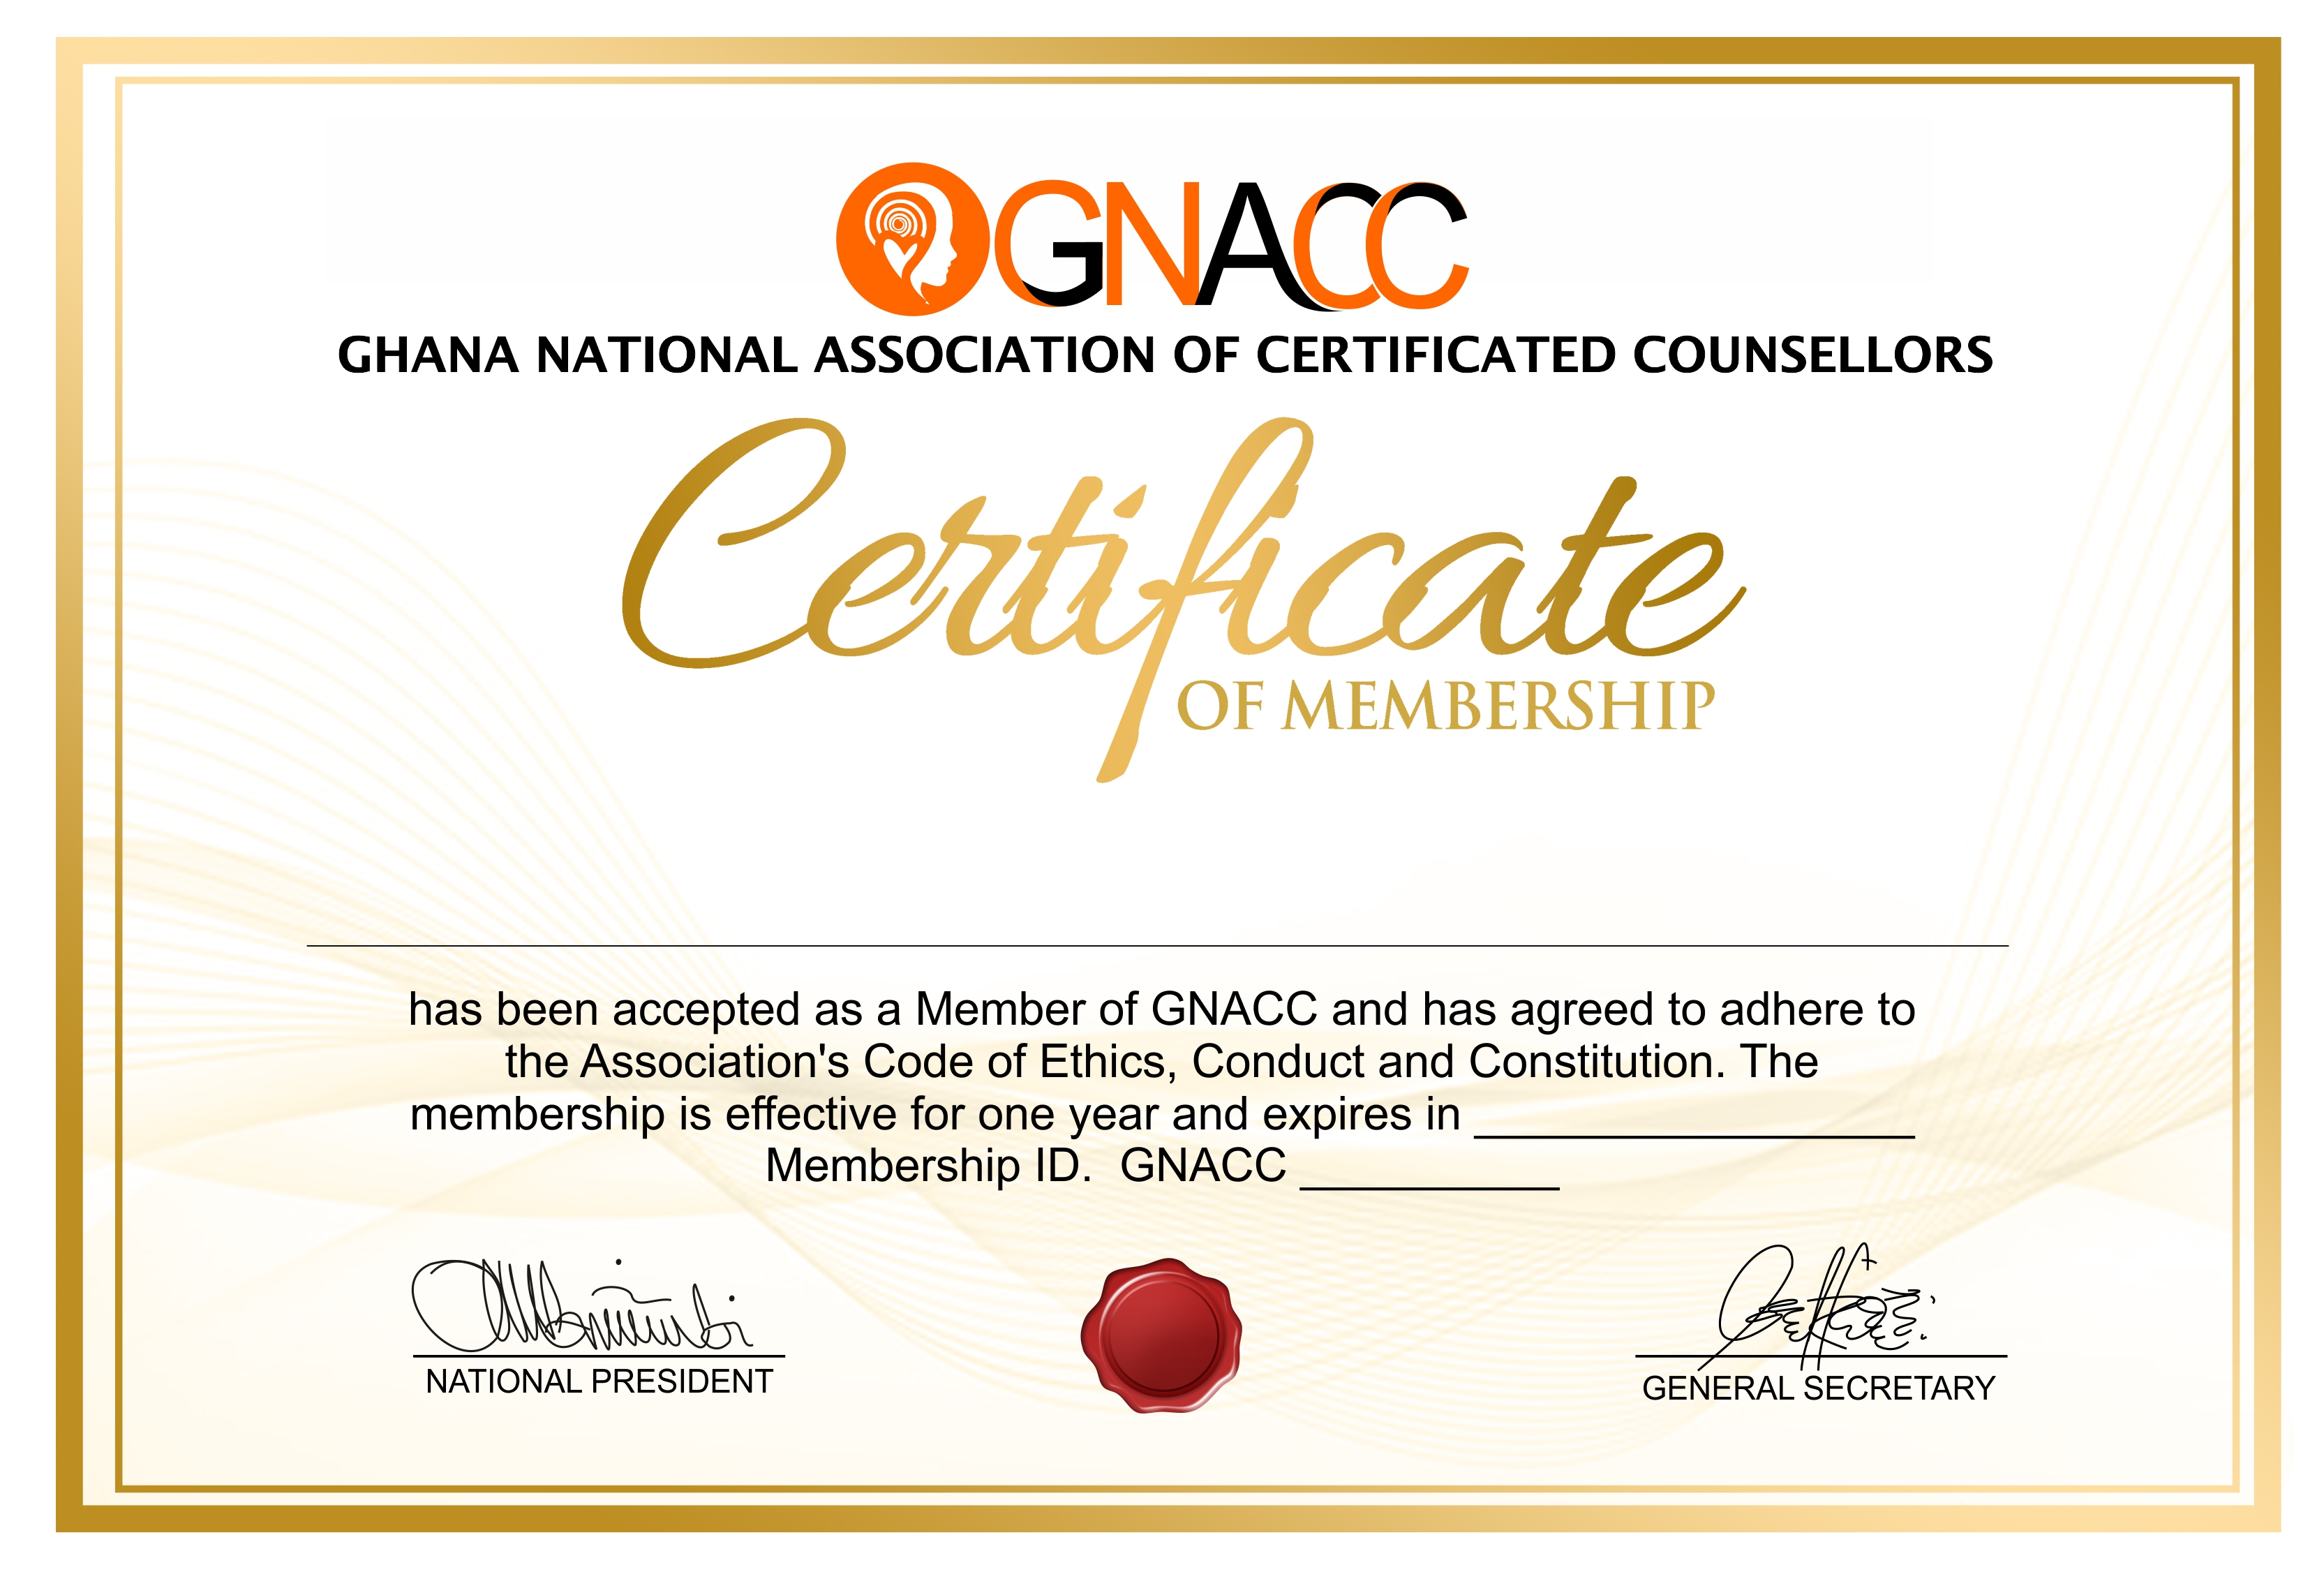 GNACC
GHANA NATIONAL ASSOCIATION OF CERTIFICATED COUNSELLORS
Certificate
OF MEMBERSHIP
has been accepted as a Member of GNACC and has agreed to adhere to
the Association's Code of Ethics, Conduct and Constitution. The
membership is effective for one year and expires in
Membership ID. GNACC
NATIONAL PRESIDENT
GENERAL SECRETARY